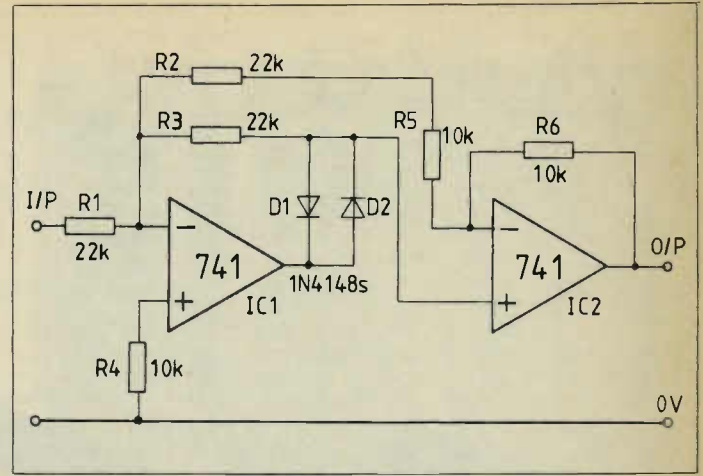 R2 22k
R3 22k
R5 10k
R6
10k
I/P
R1
22k
−
741
+
IC1
D1 D2
1N4148s
−
741
+
IC2
O/P
R4 10k
0V